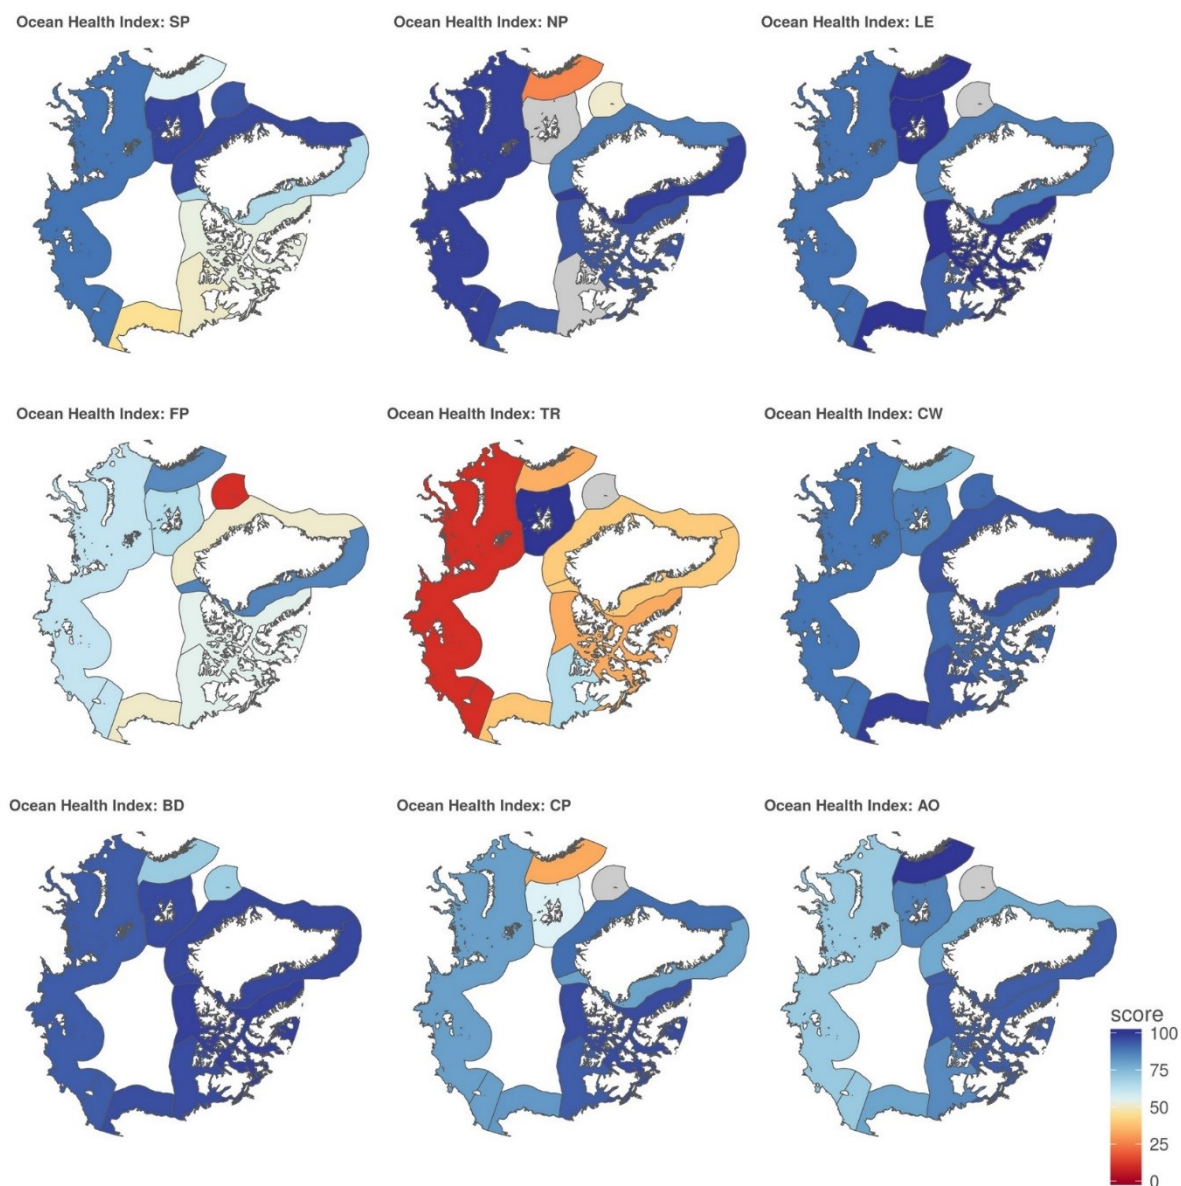 Ocean Health Index: SP
Ocean Health Index: NP
Ocean Health Index: LE
Ocean Health Index: FP
Ocean Health Index: TR
Ocean Health Index: CW
Ocean Health Index: BD
Ocean Health Index: CP
Ocean Health Index: AO
score
100
75
50
25
0